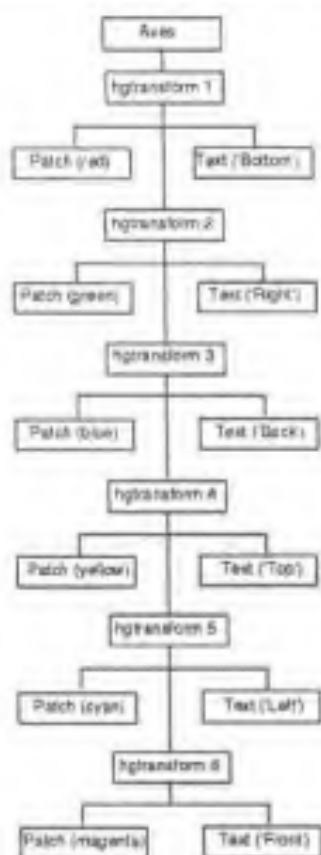 Axes
hgtransform 1
Patch (red) Text ('Bottom')
hgtransform 2
Patch (green) Text ('Right')
hgtransform 3
Patch (blue) Text ('Back')
hgtransform 4
Patch (yellow) Text ('Top')
hgtransform 5
Patch (cyan) Text ('Left')
hgtransform 6
Patch (magenta) Text ('Front')